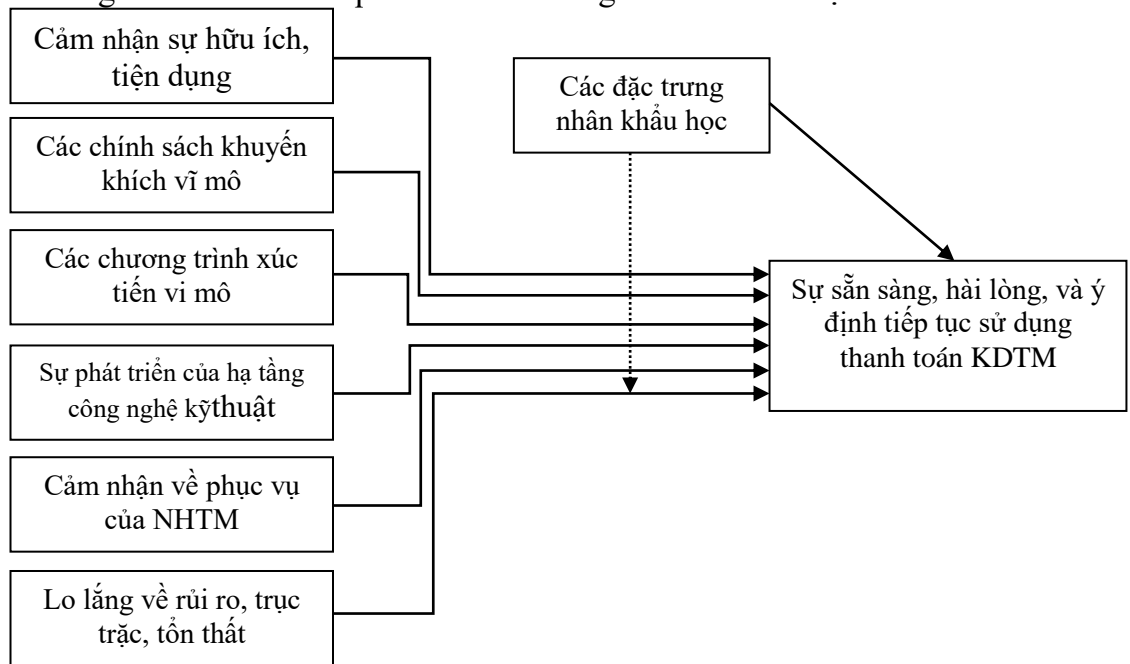 Cảm nhận sự hữu ích,
tiện dụng
Các chính sách khuyến
khích vĩ mô
Các chương trình xúc
tiến vi mô
Sự phát triển của hạ tầng
công nghệ kỹthuật
Cảm nhận về phục vụ
của NHTM
Lo lắng về rủi ro, trục
trặc, tổn thất
Các đặc trưng
nhân khẩu học
Sự sẵn sàng, hài lòng, và ý
định tiếp tục sử dụng
thanh toán KDTM